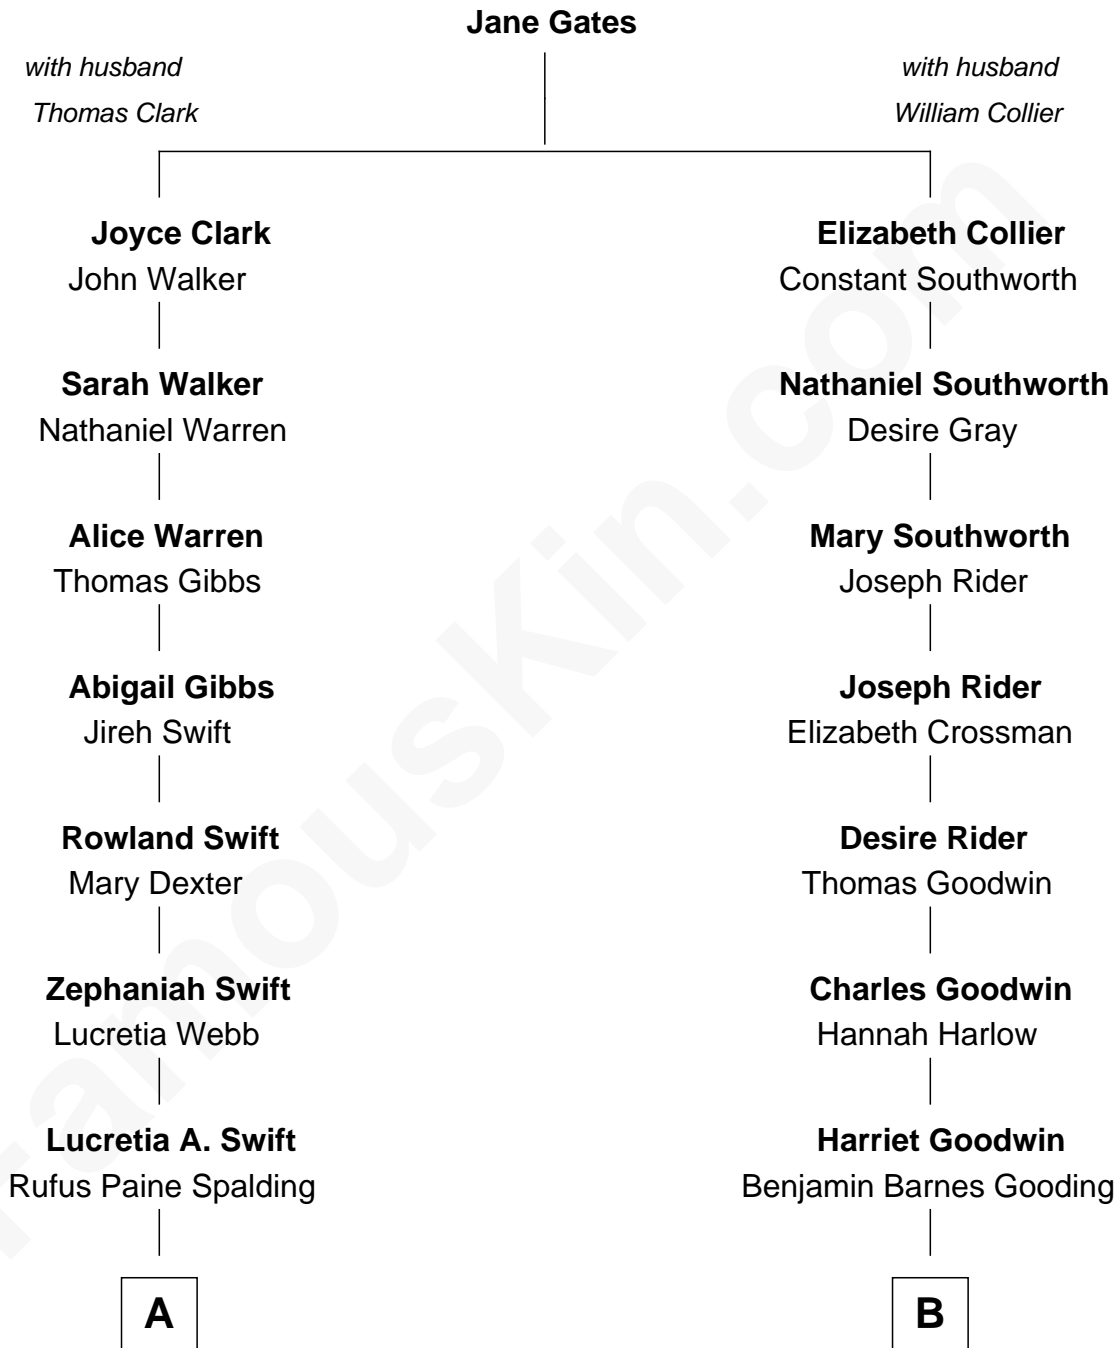 Jane Gates
with husband
Thomas Clark
with husband
William Collier
Joyce Clark
John Walker
Sarah Walker
Nathaniel Warren
Alice Warren
Thomas Gibbs
Abigail Gibbs
Jireh Swift
Rowland Swift
Mary Dexter
Zephaniah Swift
Lucretia Webb
Lucretia A. Swift
Rufus Paine Spalding
A
Elizabeth Collier
Constant Southworth
Nathaniel Southworth
Desire Gray
Mary Southworth
Joseph Rider
Joseph Rider
Elizabeth Crossman
Desire Rider
Thomas Goodwin
Charles Goodwin
Hannah Harlow
Harriet Goodwin
Benjamin Barnes Gooding
B
FamousKin.com